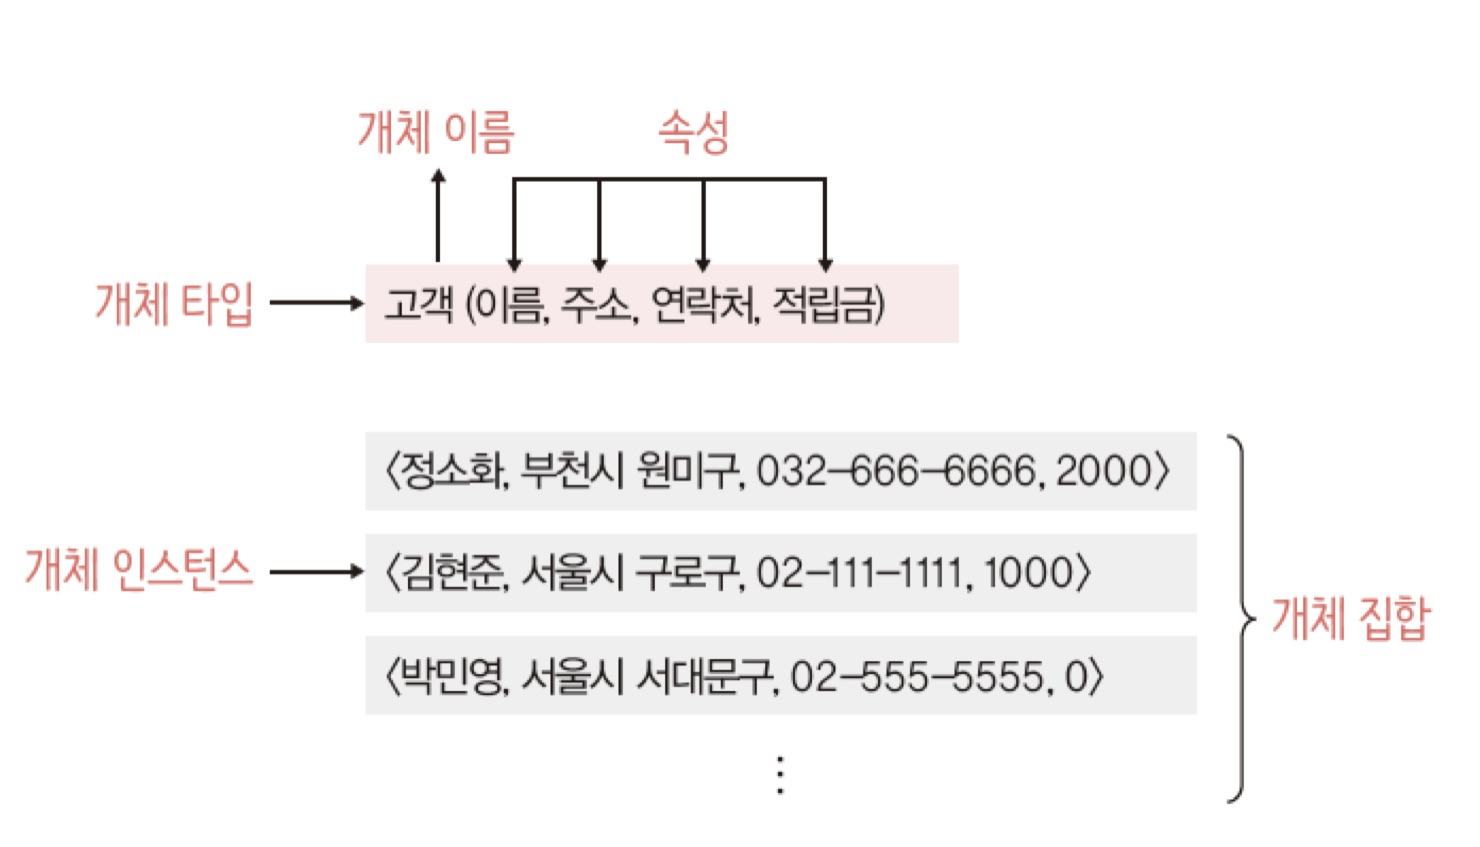 개체 이름
속성
개체 타입
고객 (이름, 주소, 연락처, 적립금)
〈정소화, 부천시 원미구, 032-666-6666, 2000〉
개체 인스턴스
〈김현준, 서울시 구로구, 02-111-1111, 1000〉
개체 집합
〈박민영, 서울시 서대문구, 02-555-5555, 0〉
⋮